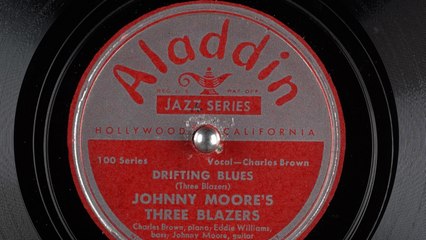 Aladdin
JAZZ SERIES
HOLLYWOOD CALIFORNIA
100 Series Vocal—Charles Brown
DRIFTING BLUES
(Three Blazers)
JOHNNY MOORE'S
THREE BLAZERS
Charles Brown, piano; Eddie Williams,
bass; Johnny Moore, guitar